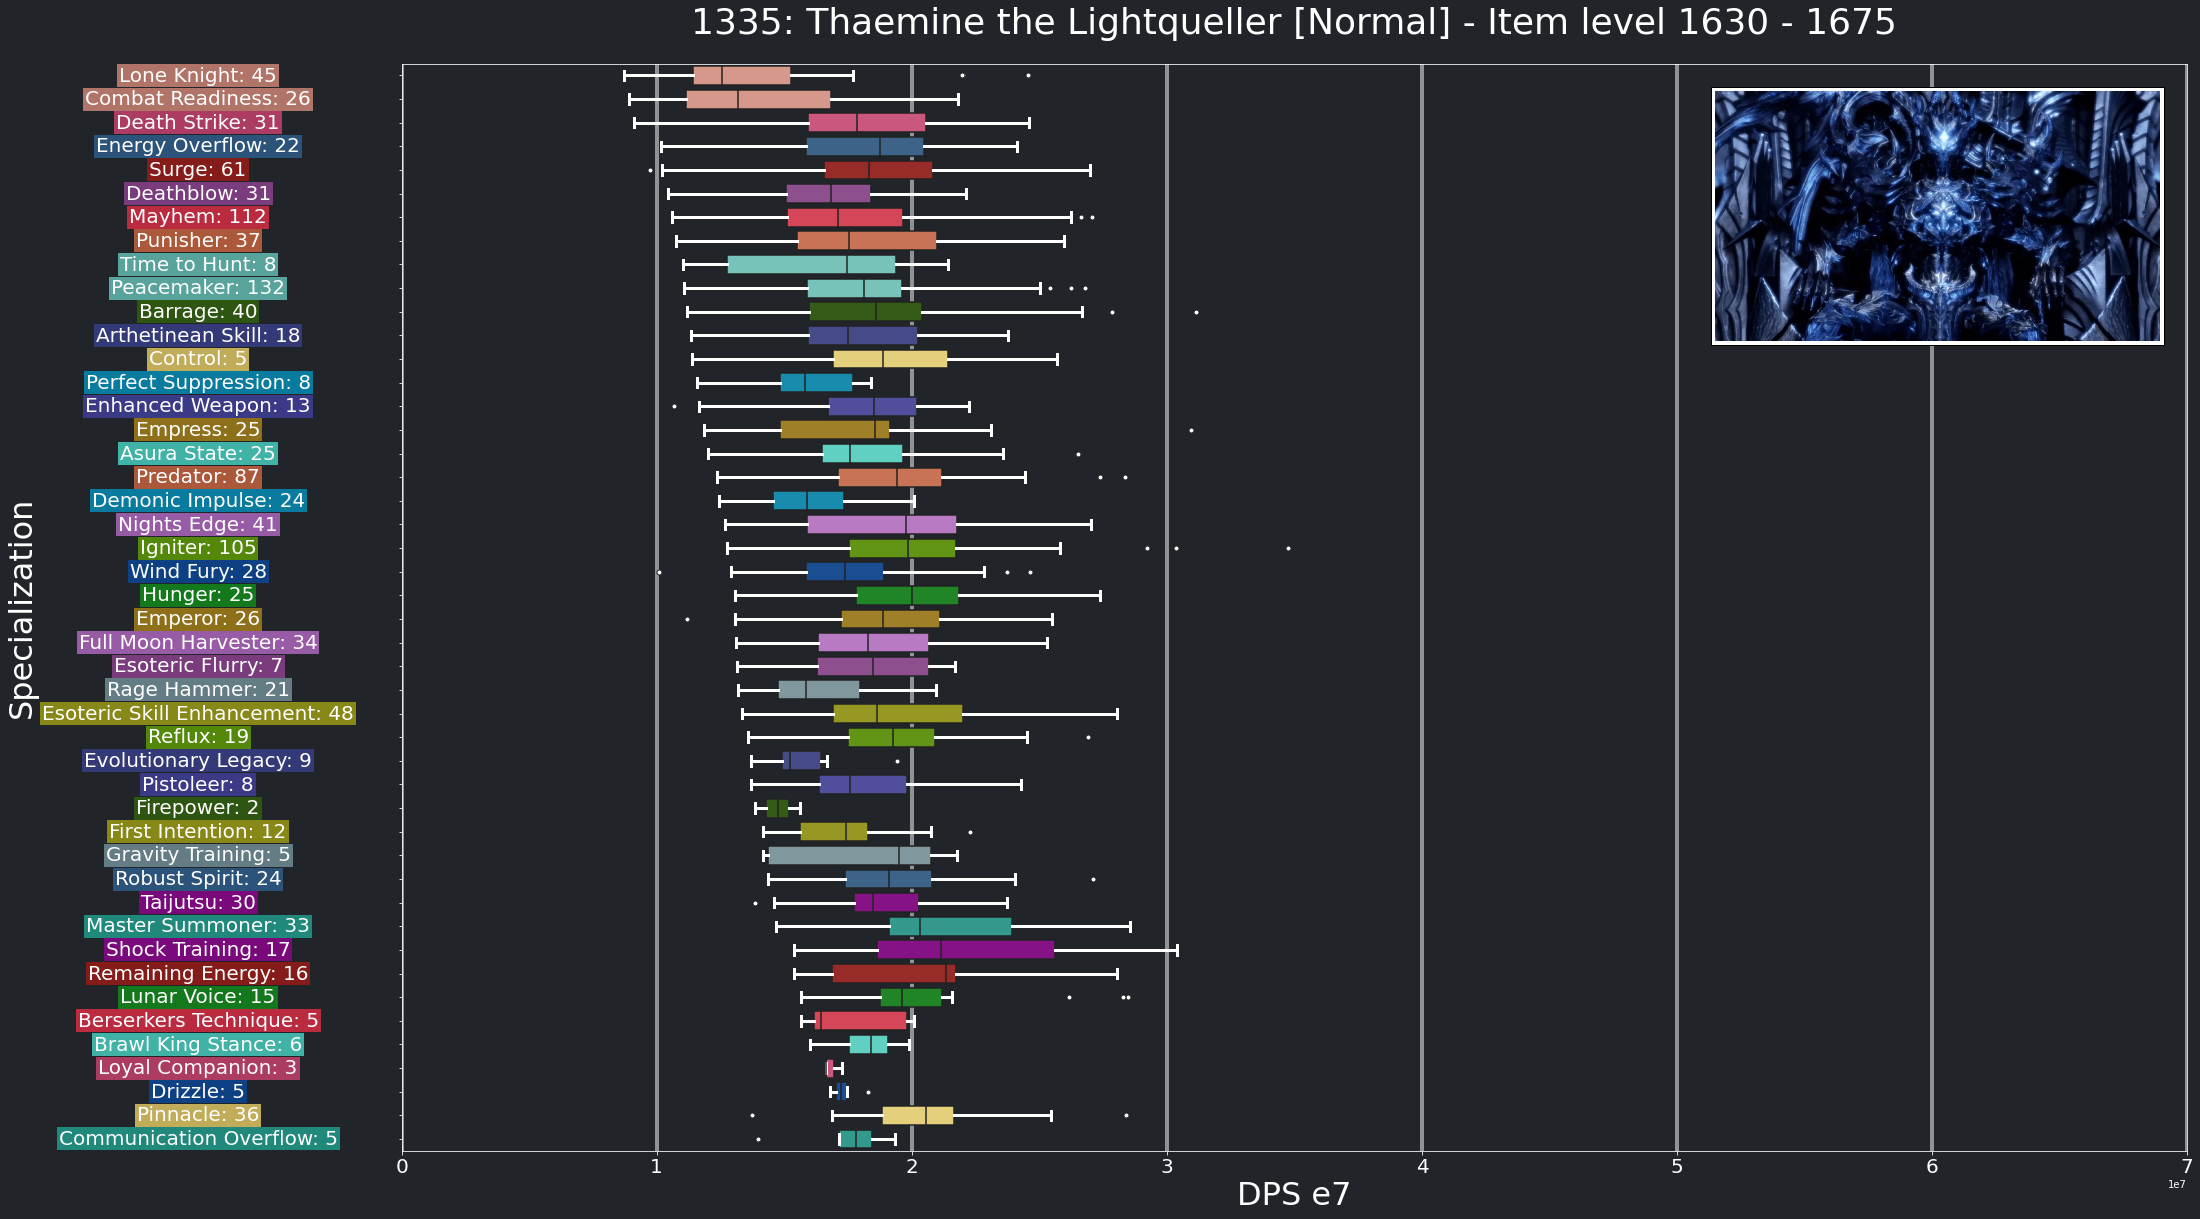 1335: Thaemine the Lightqueller [Normal] - Item level 1630 - 1675
Specialization
Lone Knight: 45
Combat Readiness: 26
Death Strike: 31
Energy Overflow: 22
Surge: 61
Deathblow: 31
Mayhem: 112
Punisher: 37
Time to Hunt: 8
Peacemaker: 132
Barrage: 40
Arthetinean Skill: 18
Control: 5
Perfect Suppression: 8
Enhanced Weapon: 13
Empress: 25
Asura State: 25
Predator: 87
Demonic Impulse: 24
Nights Edge: 41
Igniter: 105
Wind Fury: 28
Hunger: 25
Emperor: 26
Full Moon Harvester: 34
Esoteric Flurry: 7
Rage Hammer: 21
Esoteric Skill Enhancement: 48
Reflux: 19
Evolutionary Legacy: 9
Pistoleer: 8
Firepower: 2
First Intention: 12
Gravity Training: 5
Robust Spirit: 24
Taijutsu: 30
Master Summoner: 33
Shock Training: 17
Remaining Energy: 16
Lunar Voice: 15
Berserkers Technique: 5
Brawl King Stance: 6
Loyal Companion: 3
Drizzle: 5
Pinnacle: 36
Communication Overflow: 5
0 1 2 3 4 5 6 7
1e7
DPS e7